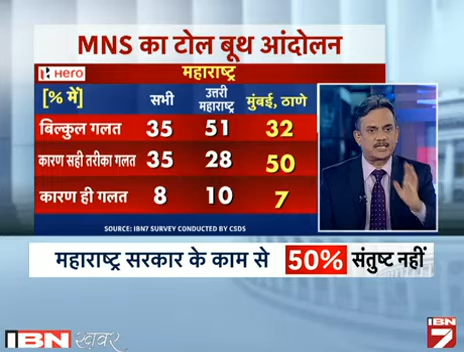 MNS का टोल बूथ आंदोलन
HERO महाराष्ट्र
[% में] सभी उत्तरी महाराष्ट्र मुंबई, ठाणे
बिल्कुल गलत 35 51 32
कारण सही तरीका गलत 35 28 50
कारण ही गलत 8 10 7
SOURCE: IBN7 SURVEY CONDUCTED BY CSDS
महाराष्ट्र सरकार के काम से 50% संतुष्ट नहीं
IBN खबर
IBN 7